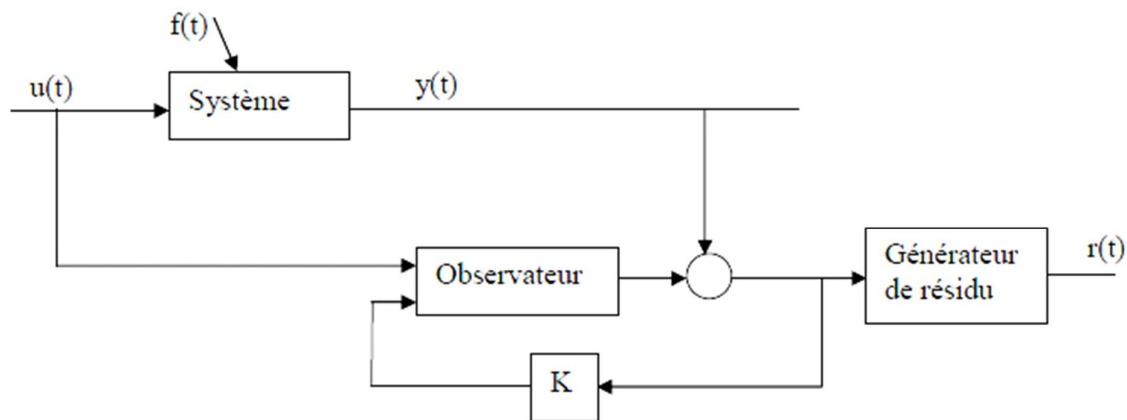 f(t)
u(t)
Système
y(t)
Observateur
Générateur
de résidu
r(t)
K